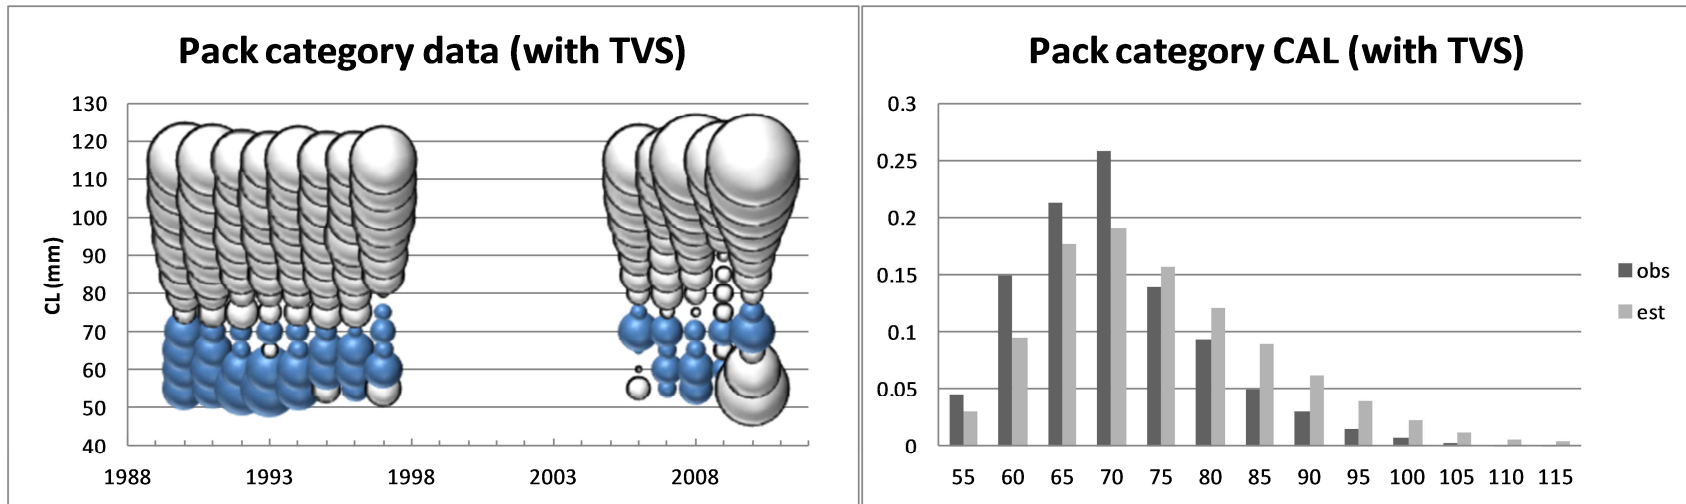 Pack category data (with TVS)
CL (mm)
130
120
110
100
90
80
70
60
50
40
1988 1993 1998 2003 2008
Pack category CAL (with TVS)
0.3
0.25
0.2
0.15
0.1
0.05
0
55 60 65 70 75 80 85 90 95 100 105 110 115
obs
est